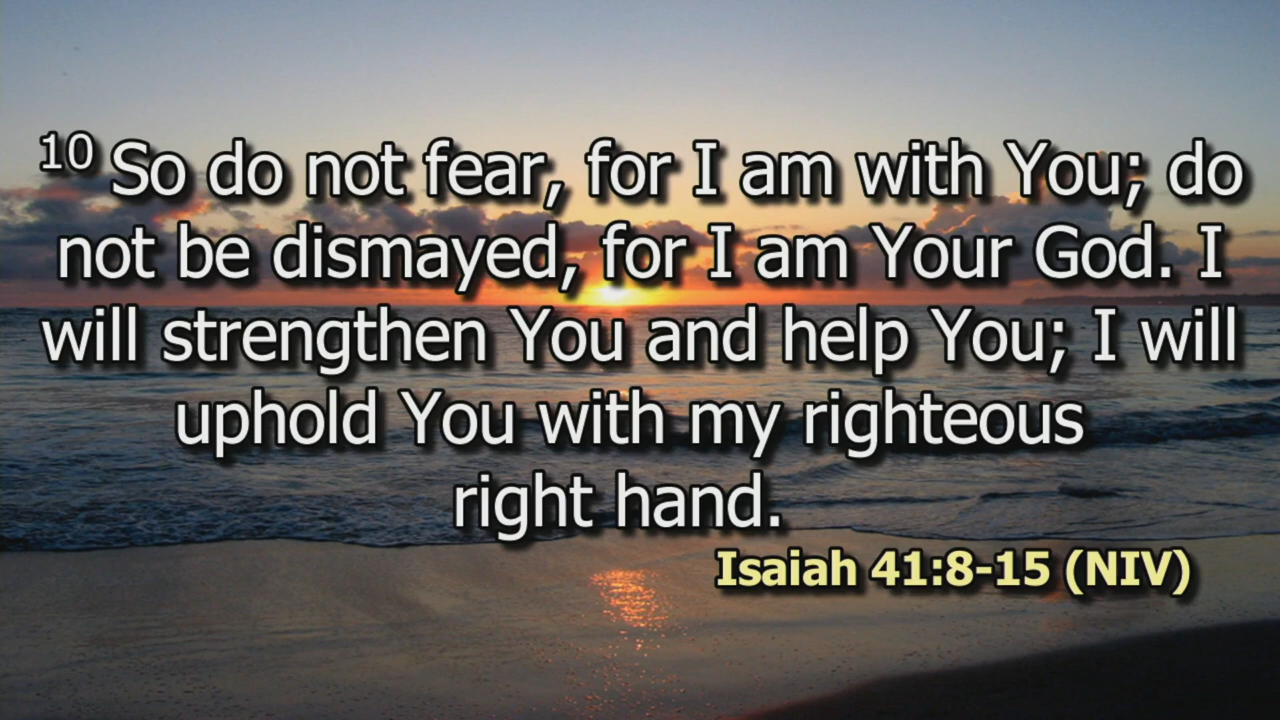 10 So do not fear, for I am with You; do
not be dismayed, for I am Your God. I
will strengthen You and help You; I will
uphold You with my righteous
right hand.
Isaiah 41:8-15 (NIV)